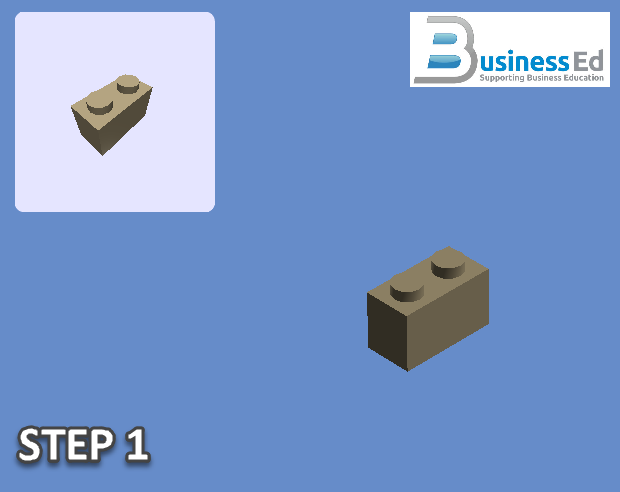 BusinessEd
Supporting Business Education
STEP 1